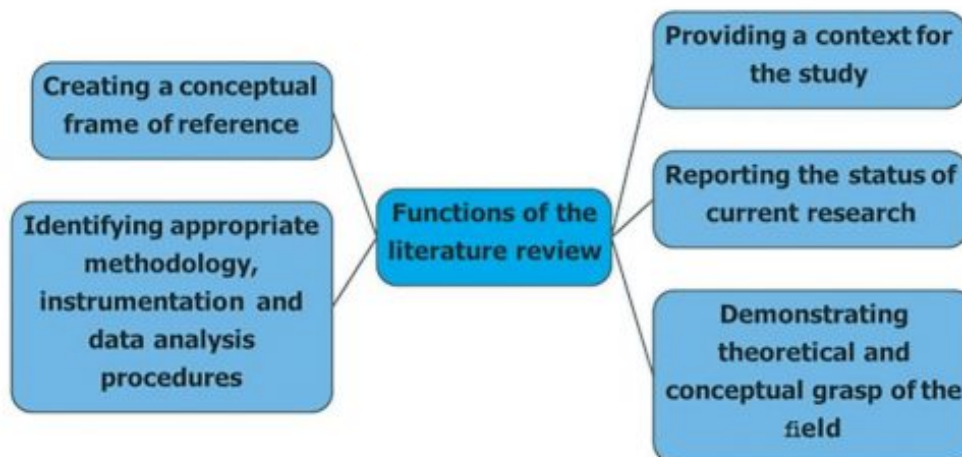 Creating a conceptual
frame of reference
Identifying appropriate
methodology,
instrumentation and
data analysis
procedures
Functions of the
literature review
Providing a context for
the study
Reporting the status of
current research
Demonstrating
theoretical and
conceptual grasp of the
field